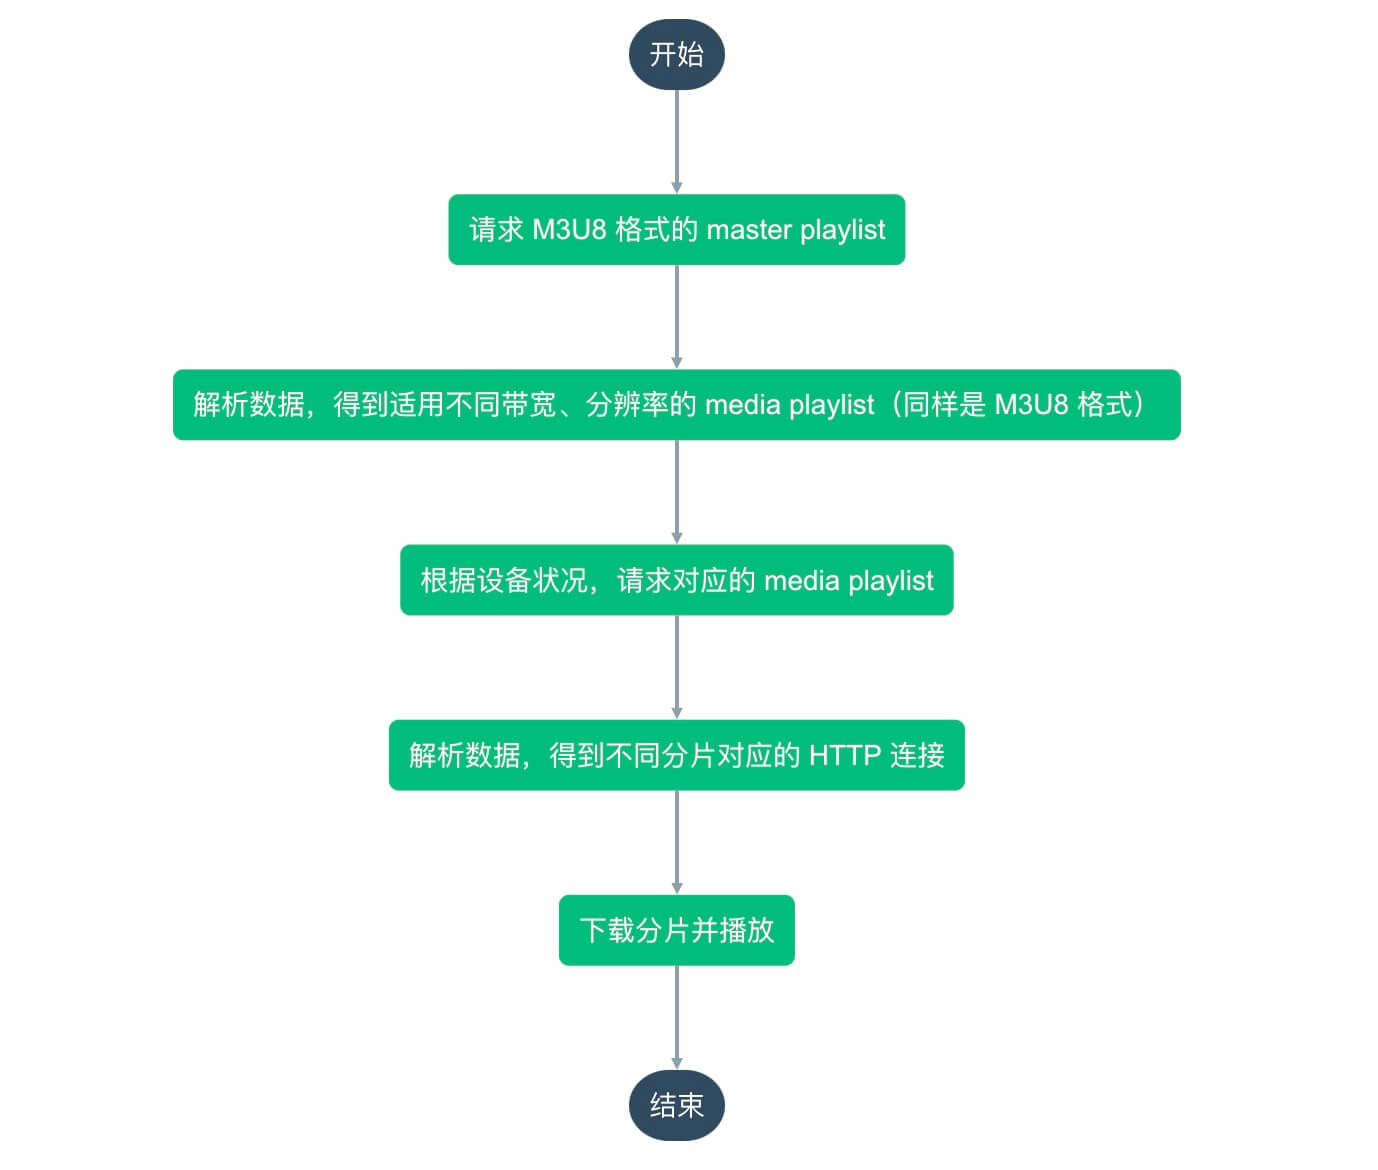 开始
请求 M3U8 格式的 master playlist
解析数据，得到适用不同带宽、分辨率的 media playlist（同样是 M3U8 格式）
根据设备状况，请求对应的 media playlist
解析数据，得到不同分片对应的 HTTP 连接
下载分片并播放
结束